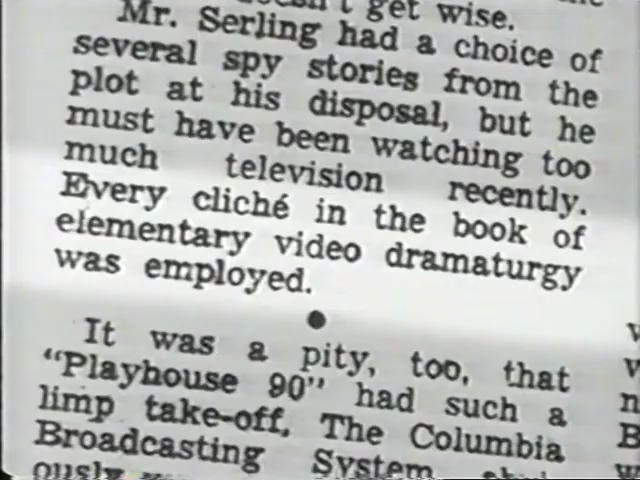 get wise.
Mr. Serling had a choice of
several spy stories from the
plot at his disposal, but he
must have been watching too
much television recently.
Every cliché in the book of
elementary video dramaturgy
was employed.
●
It was a pity, too, that
"Playhouse 90" had such a
limp take-off. The Columbia
Broadcasting System